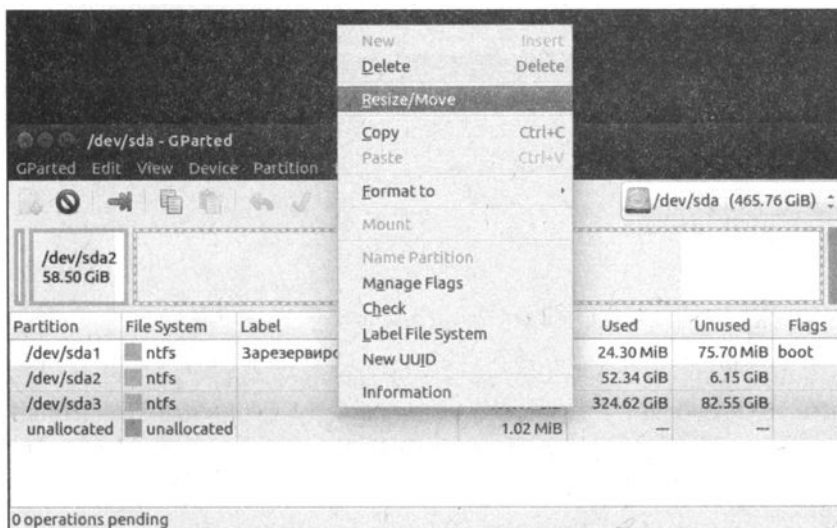 New Insert
Delete Delete
Resize/Move
Copy Ctrl+C
Paste Ctrl+V
Format to
Mount
Name Partition
Manage Flags
Check
Label File System
New UUID
Information
/dev/sda - GParted
GParted Edit View Device Partition
/dev/sda (465.76 GiB)
/dev/sda2
58.50 GiB
Partition File System Label Used Unused Flags
/dev/sda1 ntfs Зарезервиро 24.30 MiB 75.70 MiB boot
/dev/sda2 ntfs 52.34 GiB 6.15 GiB
/dev/sda3 ntfs 324.62 GiB 82.55 GiB
unallocated unallocated 1.02 MiB — —
0 operations pending